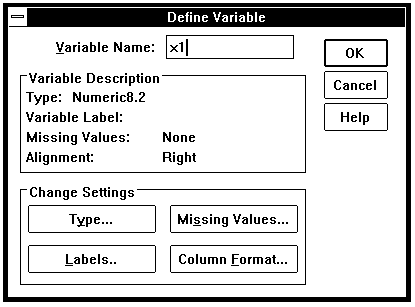 Define Variable
Variable Name: x1
OK
Variable Description
Cancel
Type: Numeric8.2
Variable Label:
Help
Missing Values: None
Alignment: Right
Change Settings
Type...
Missing Values...
Labels..
Column Format...